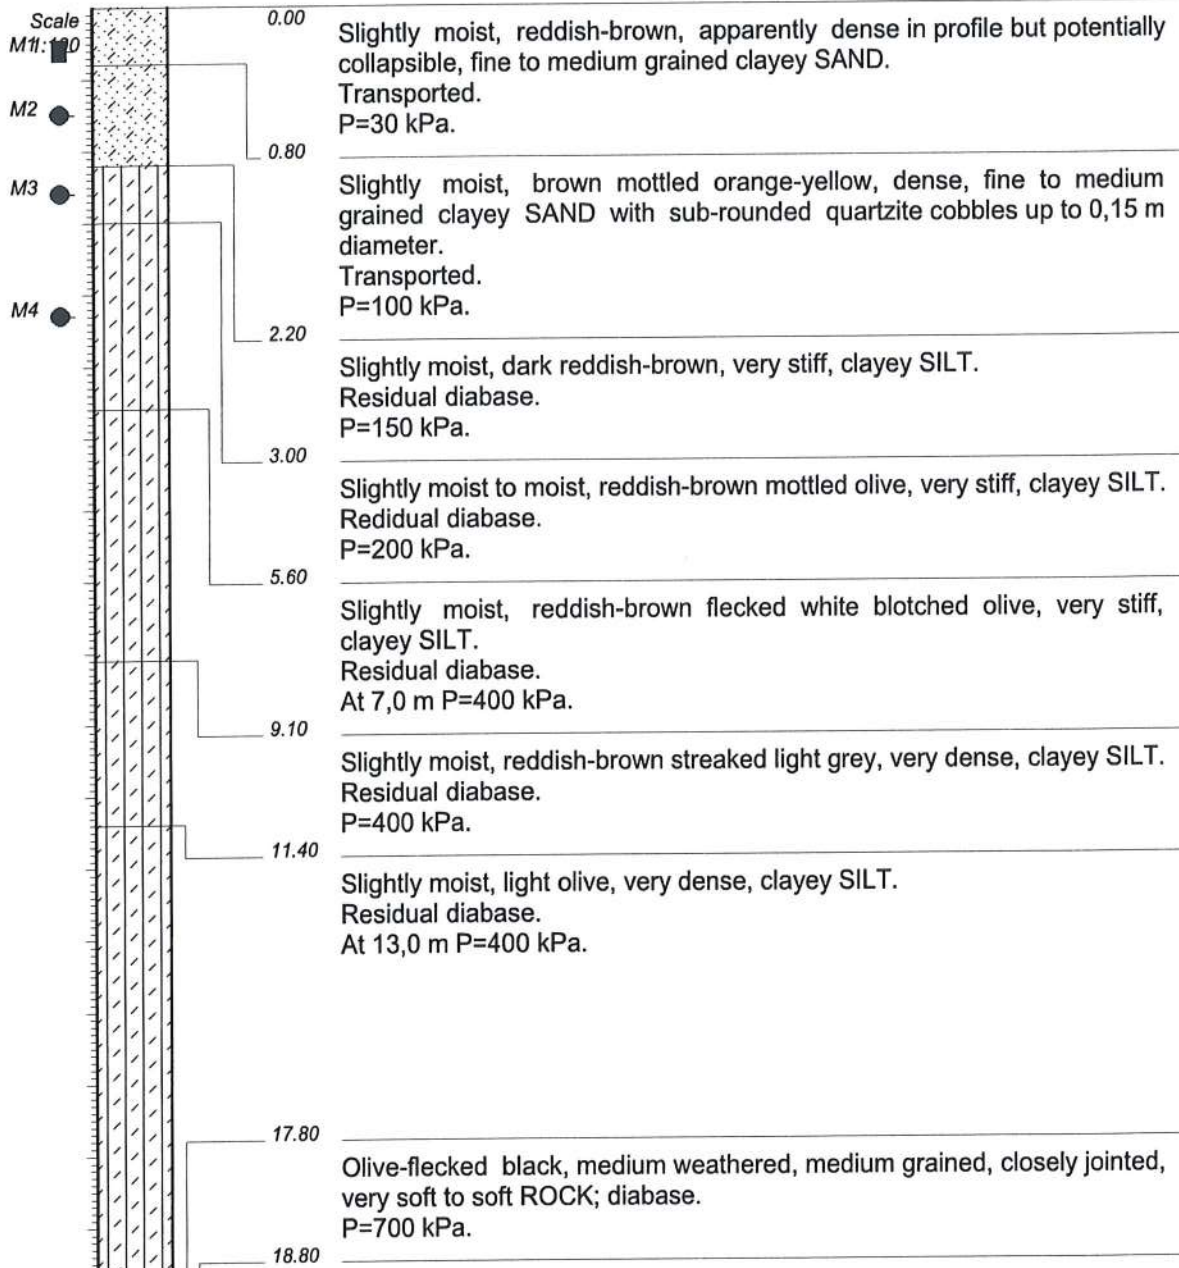 Scale
0.00
M1 1:120
Slightly moist, reddish-brown, apparently dense in profile but potentially
collapsible, fine to medium grained clayey SAND.
Transported.
M2
P=30 kPa.
0.80
M3
Slightly moist, brown mottled orange-yellow, dense, fine to medium
grained clayey SAND with sub-rounded quartzite cobbles up to 0,15 m
diameter.
Transported.
M4
P=100 kPa.
2.20
Slightly moist, dark reddish-brown, very stiff, clayey SILT.
Residual diabase.
P=150 kPa.
3.00
Slightly moist to moist, reddish-brown mottled olive, very stiff, clayey SILT.
Redidual diabase.
P=200 kPa.
5.60
Slightly moist, reddish-brown flecked white blotched olive, very stiff,
clayey SILT.
Residual diabase.
At 7,0 m P=400 kPa.
9.10
Slightly moist, reddish-brown streaked light grey, very dense, clayey SILT.
Residual diabase.
P=400 kPa.
11.40
Slightly moist, light olive, very dense, clayey SILT.
Residual diabase.
At 13,0 m P=400 kPa.
17.80
Olive-flecked black, medium weathered, medium grained, closely jointed,
very soft to soft ROCK; diabase.
P=700 kPa.
18.80